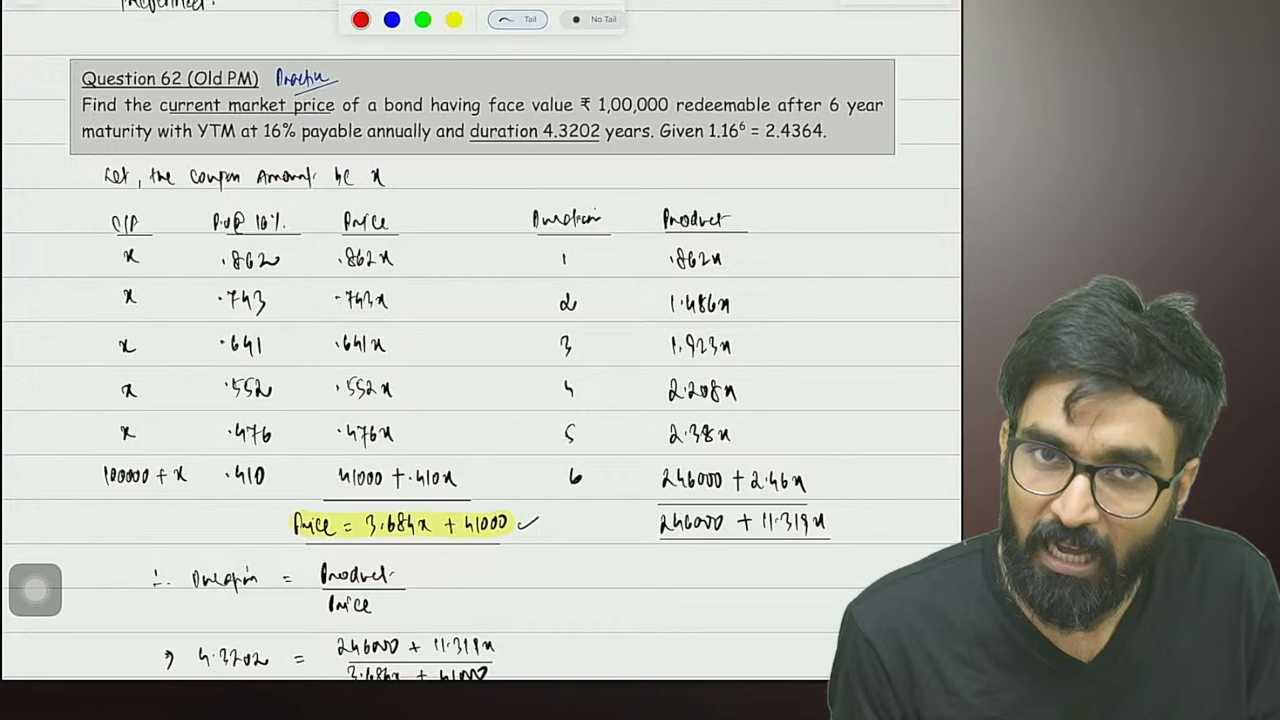 Tail No Tail
Question 62 (Old PM)
Find the current market price of a bond having face value ₹ 1,00,000 redeemable after 6 year
maturity with YTM at 16% payable annually and duration 4.3202 years. Given 1.16⁶ = 2.4364.
Let, the Coupon Amount be x
Price Duration Product
x .862 .862x 1 .862x
x .743 .743x 2 1.486x
x .641 .641x 3 1.923x
x .552 .552x 4 2.208x
x .476 .476x 5 2.38x
100000 + x .410 41000 + .410x 6 246000 + 2.46x
Price = 3.684x + 41000 ✓ 246000 + 11.319x
∴ Duration = Product
Price
⇒ 4.3202 = 246000 + 11.319x
3.684x + 41000